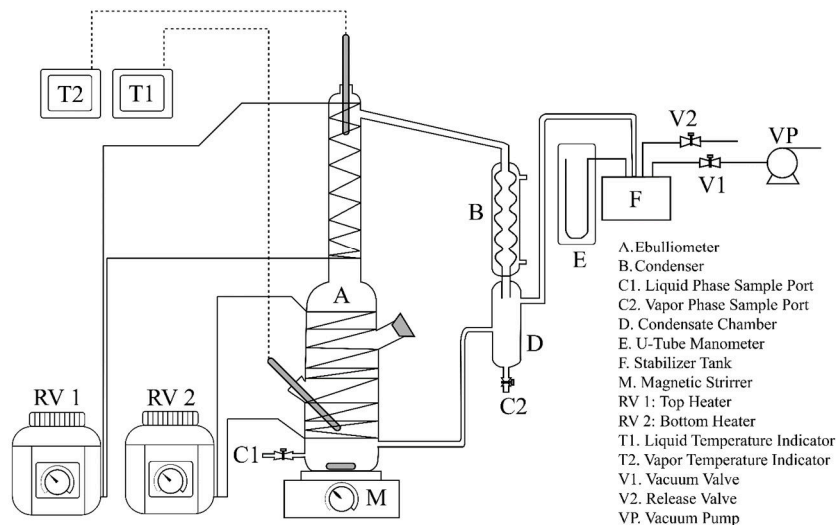 T2
T1
V2
VP
V1
B
F
E
A
D
C2
RV 1
RV 2
C1
M
A. Ebulliometer
B. Condenser
C1. Liquid Phase Sample Port
C2. Vapor Phase Sample Port
D. Condensate Chamber
E. U-Tube Manometer
F. Stabilizer Tank
M. Magnetic Strirrer
RV 1: Top Heater
RV 2: Bottom Heater
T1. Liquid Temperature Indicator
T2. Vapor Temperature Indicator
V1. Vacuum Valve
V2. Release Valve
VP. Vacuum Pump